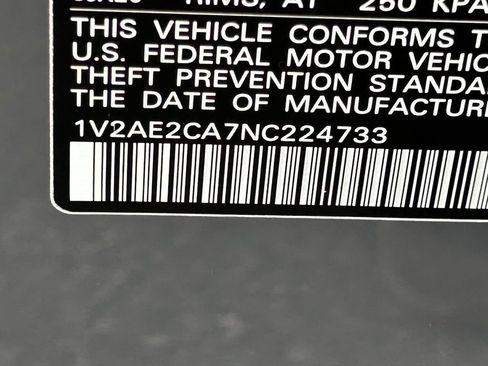 RIMS, AT 250 KPA
THIS VEHICLE CONFORMS T
U.S. FEDERAL MOTOR VEHIC
THEFT PREVENTION STANDA
THE DATE OF MANUFACTUR
1V2AE2CA7NC224733